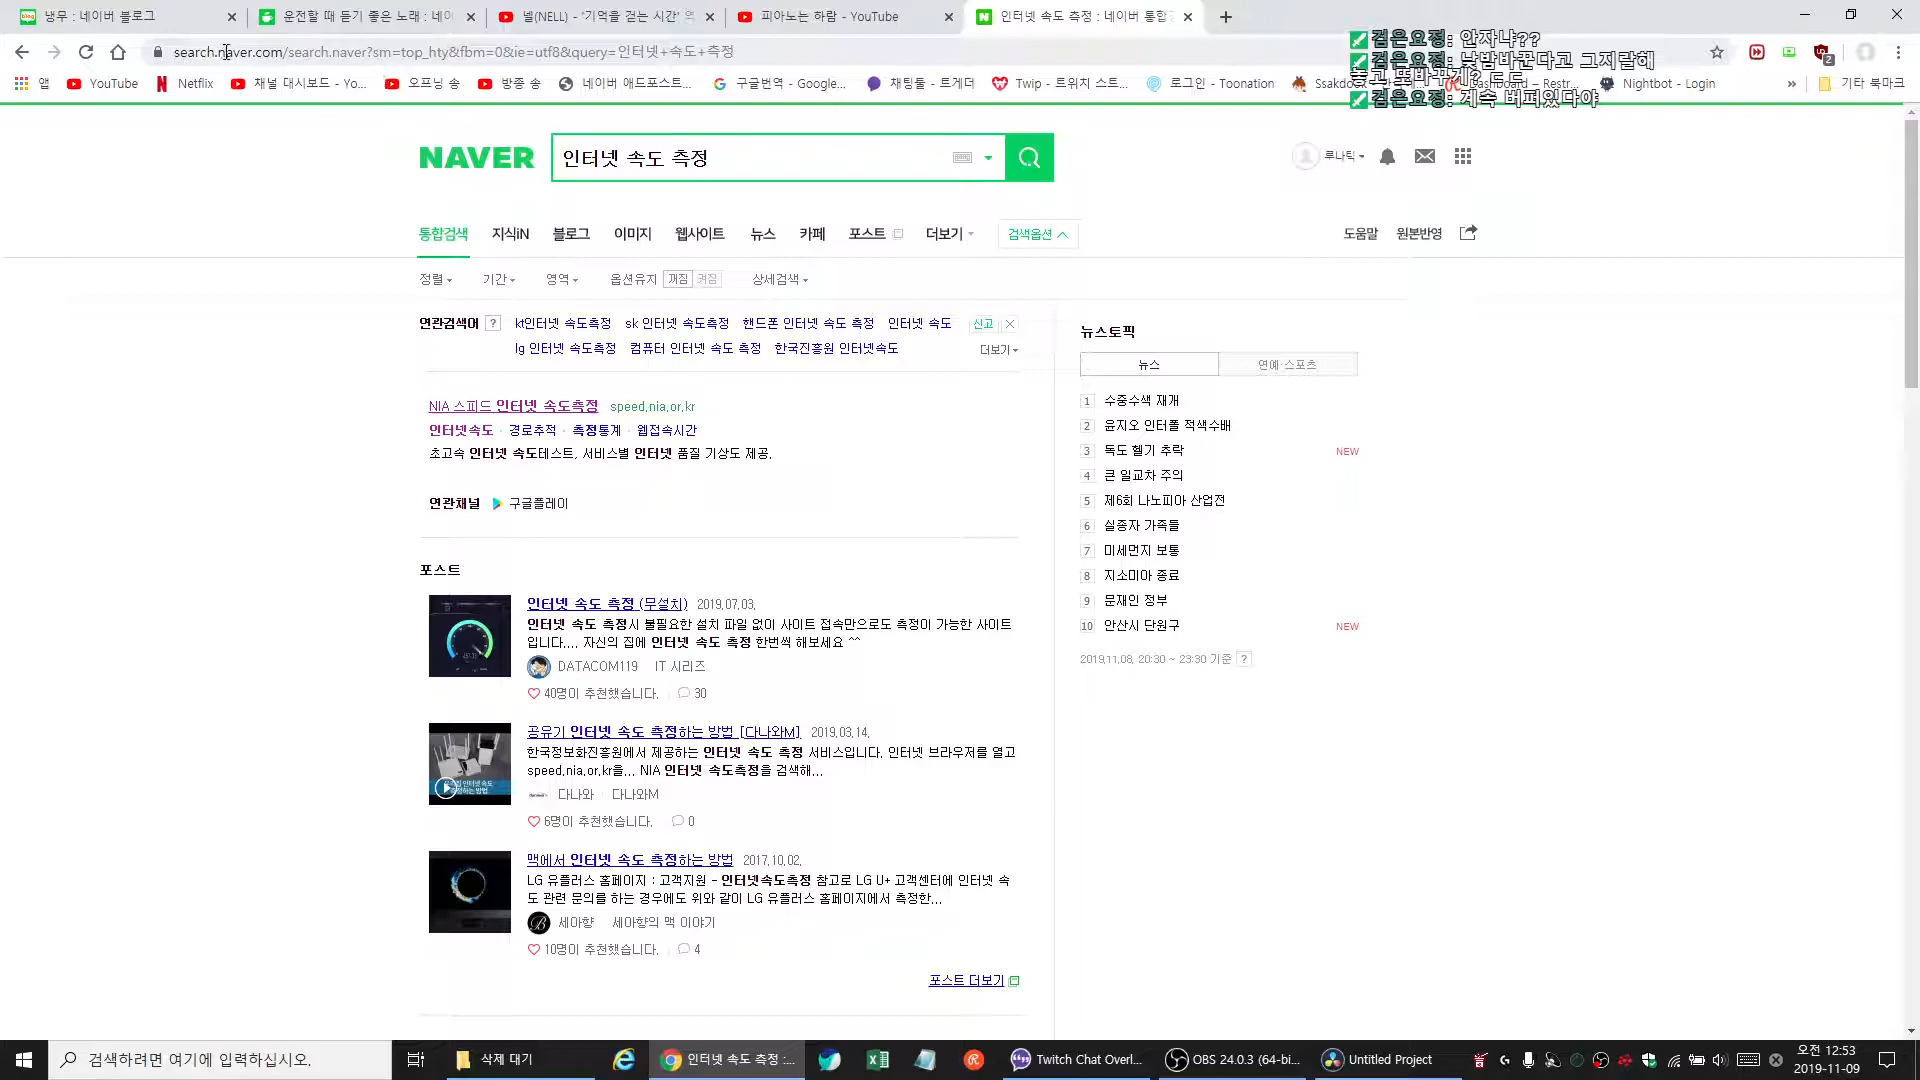 냉무 : 네이버 블로그
운전할 때 듣기 좋은 노래 : 네이
넬(NELL) - '기억을 걷는 시간'
피아노는 하람 - YouTube
인터넷 속도 측정 : 네이버 통합
search.naver.com/search.naver?sm=top_hty&fbm=0&ie=utf8&query=인터넷+속도+측정
검은요정: 안자냐??
검은요정: 낮밤바꾼다고 그지랄해
놓고 또바꾸게? ㄷㄷ
검은요정: 계속 버퍼있다야
앱
YouTube
Netflix
채널 대시보드 - Yo...
오프닝 송
방종 송
네이버 애드포스트...
구글번역 - Google...
채팅툴 - 트게더
Twip - 트위치 스트...
로그인 - Toonation
Ssakdo
Dashboard - Restr...
Nightbot - Login
»
기타 북마크
NAVER
인터넷 속도 측정
루나틱
통합검색 지식iN 블로그 이미지 웹사이트 뉴스 카페 포스트 더보기 검색옵션
도움말 원본반영
정렬 기간 영역 옵션유지 꺼짐 켜짐 상세검색
연관검색어 ? kt인터넷 속도측정 sk 인터넷 속도측정 핸드폰 인터넷 속도 측정 인터넷 속도 신고
lg 인터넷 속도측정 컴퓨터 인터넷 속도 측정 한국진흥원 인터넷속도 더보기
NIA 스피드 인터넷 속도측정 speed.nia.or.kr
인터넷속도 · 경로추적 · 측정통계 · 웹접속시간
초고속 인터넷 속도테스트, 서비스별 인터넷 품질 기상도 제공.
연관채널 구글플레이
포스트
인터넷 속도 측정 (무설치) 2019.07.03.
인터넷 속도 측정시 불필요한 설치 파일 없이 사이트 접속만으로도 측정이 가능한 사이트
입니다.... 자신의 집에 인터넷 속도 측정 한번씩 해보세요 ^^
DATACOM119 IT 시리즈
40명이 추천했습니다. 30
공유기 인터넷 속도 측정하는 방법 [다나와M] 2019.03.14.
한국정보화진흥원에서 제공하는 인터넷 속도 측정 서비스입니다. 인터넷 브라우저를 열고
speed.nia.or.kr을... NIA 인터넷 속도측정을 검색해...
다나와 다나와M
6명이 추천했습니다. 0
맥에서 인터넷 속도 측정하는 방법 2017.10.02.
LG 유플러스 홈페이지 : 고객지원 - 인터넷속도측정 참고로 LG U+ 고객센터에 인터넷 속
도 관련 문의를 하는 경우에도 위와 같이 LG 유플러스 홈페이지에서 측정한...
세아향 세아향의 맥 이야기
10명이 추천했습니다. 4
포스트 더보기
뉴스토픽
뉴스 연예·스포츠
1 수중수색 재개
2 윤지오 인터폴 적색수배
3 독도 헬기 추락 NEW
4 큰 일교차 주의
5 제6회 나노피아 산업전
6 실종자 가족들
7 미세먼지 보통
8 지소미아 종료
9 문재인 정부
10 안산시 단원구 NEW
2019.11.08. 20:30 ~ 23:30 기준 ?
검색하려면 여기에 입력하십시오.
삭제 대기
인터넷 속도 측정 :...
Twitch Chat Overl...
OBS 24.0.3 (64-bi...
Untitled Project
오전 12:53
2019-11-09